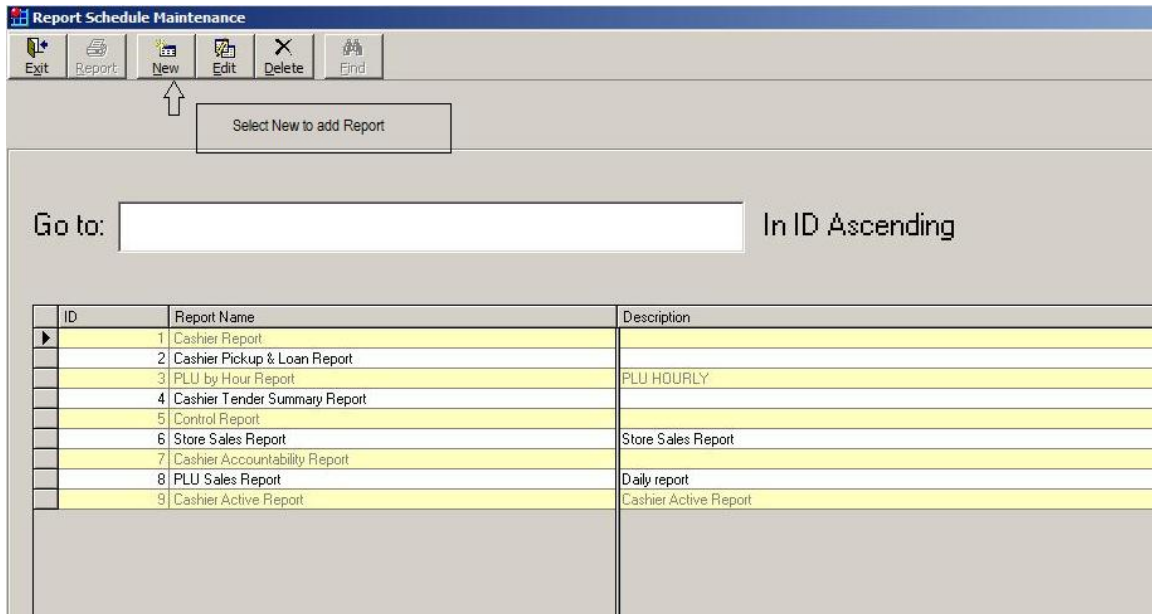 Report Schedule Maintenance
Exit Report New Edit Delete Find
Select New to add Report
Go to: In ID Ascending
ID Report Name Description
1 Cashier Report
2 Cashier Pickup & Loan Report
3 PLU by Hour Report PLU HOURLY
4 Cashier Tender Summary Report
5 Control Report
6 Store Sales Report Store Sales Report
7 Cashier Accountability Report
8 PLU Sales Report Daily report
9 Cashier Active Report Cashier Active Report